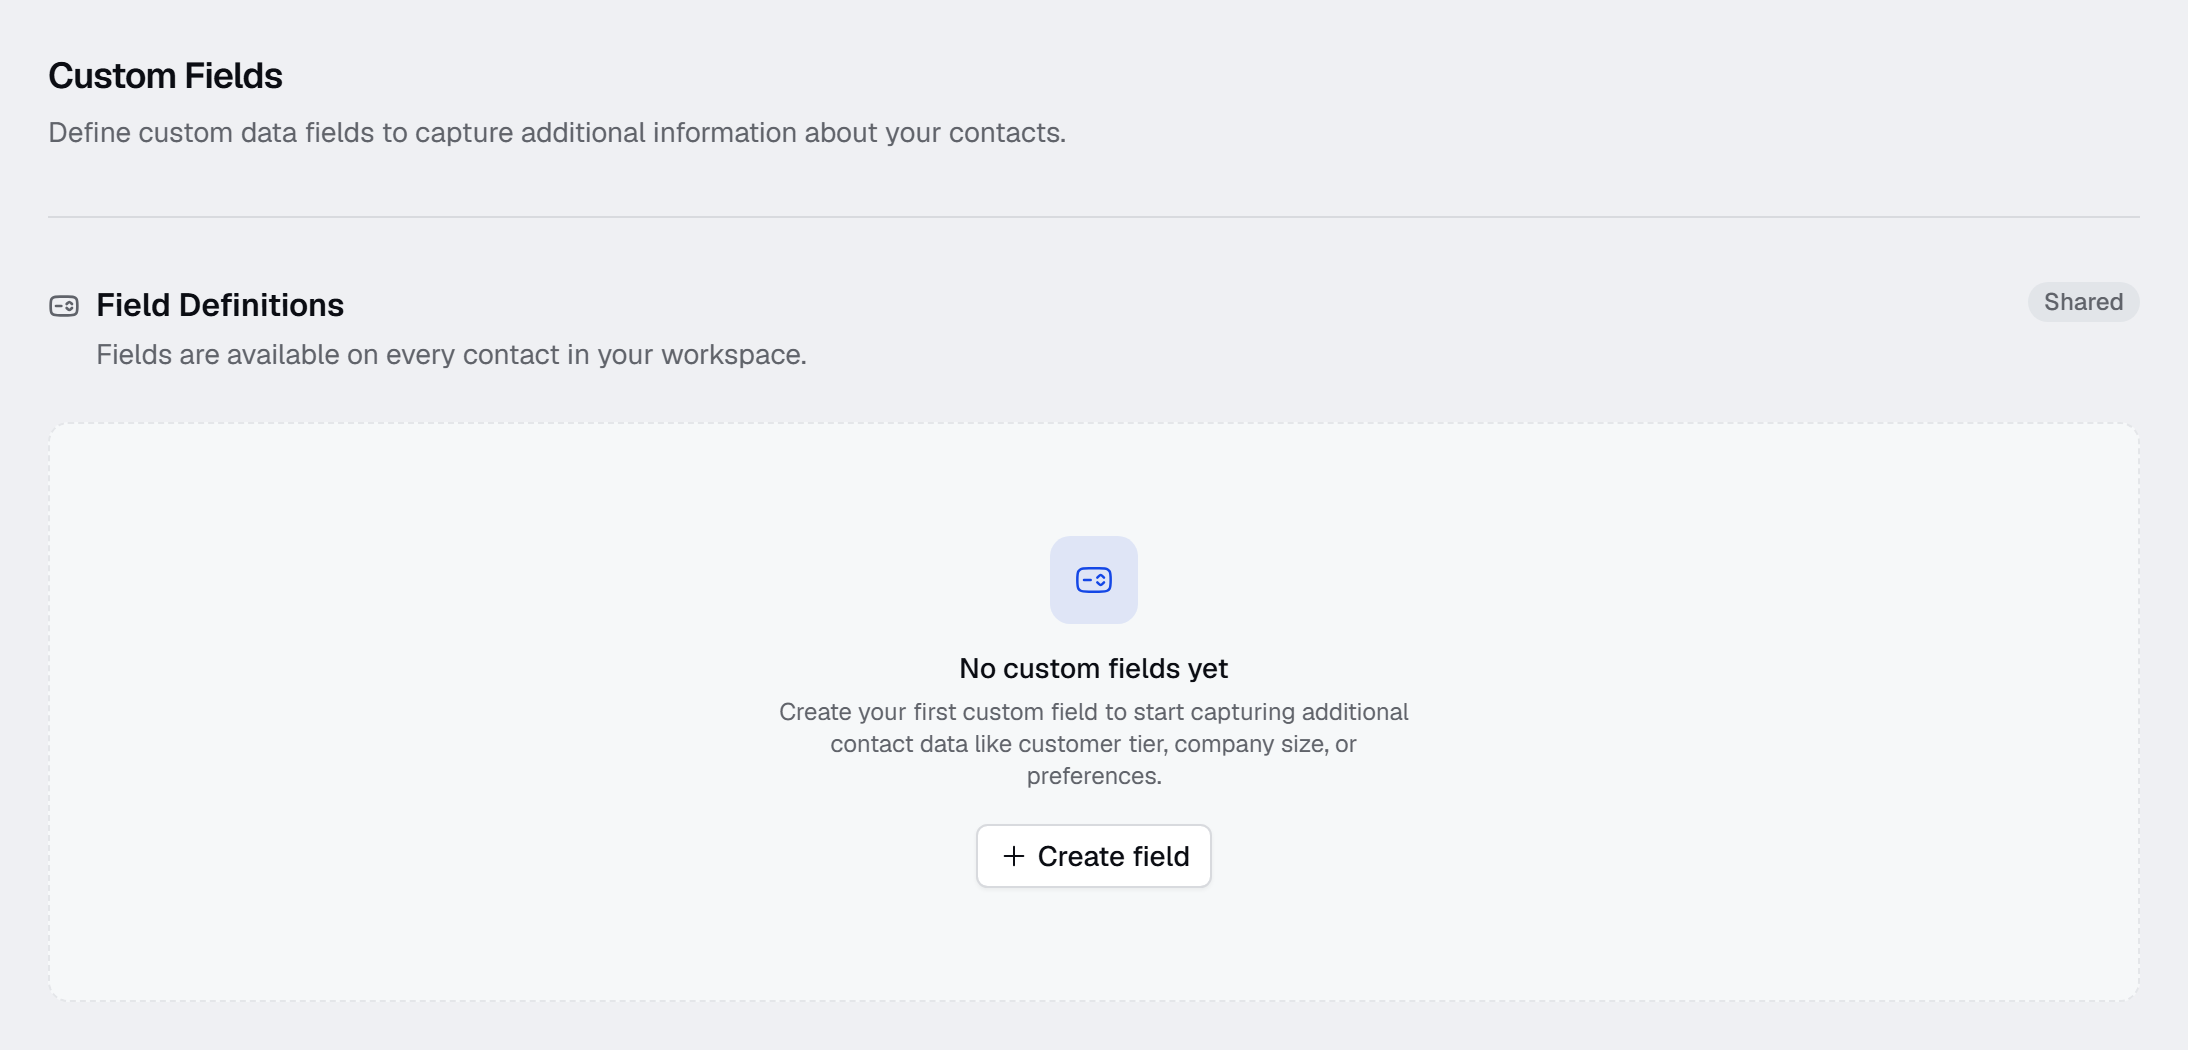 Custom Fields
Define custom data fields to capture additional information about your contacts.
Field Definitions
Shared
Fields are available on every contact in your workspace.
No custom fields yet
Create your first custom field to start capturing additional
contact data like customer tier, company size, or
preferences.
Create field